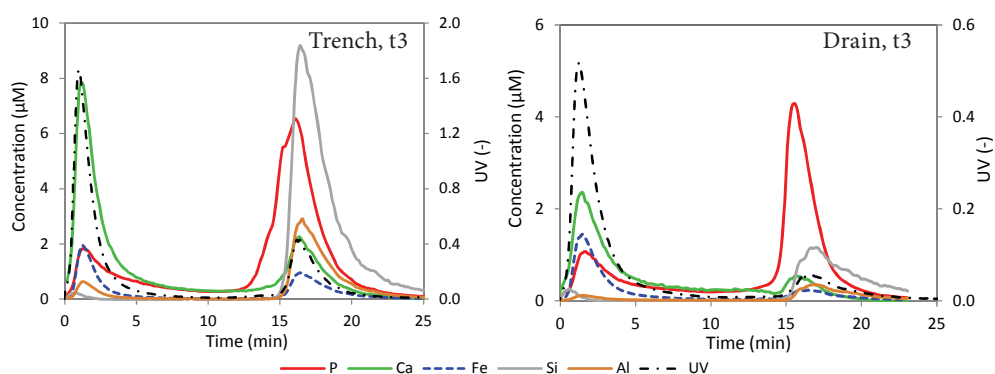 Trench, t3
Concentration (µM)
10
8
6
4
2
0
2.0
1.6
1.2
0.8
0.4
0.0
UV (-)
0 5 10 15 20 25
Time (min)
Drain, t3
Concentration (µM)
6
4
2
0
0.6
0.4
0.2
0.0
UV (-)
0 5 10 15 20 25
Time (min)
P Ca Fe Si Al UV